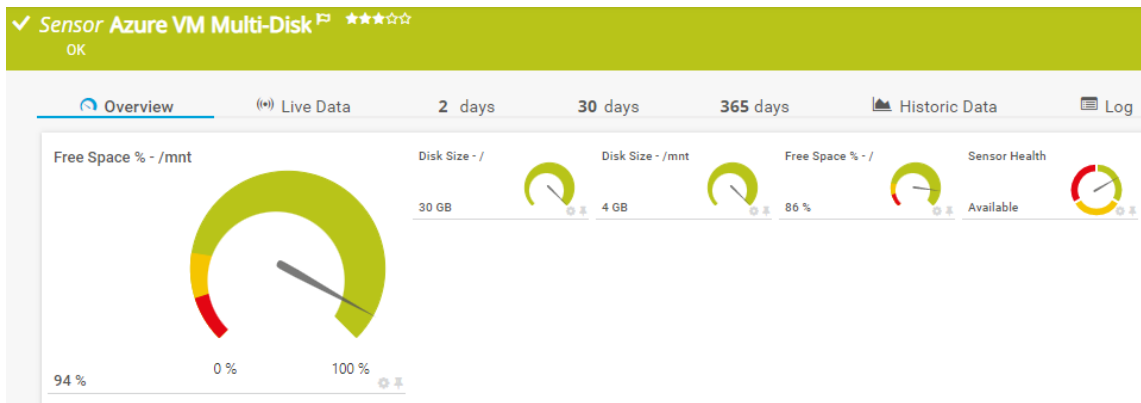 Sensor Azure VM Multi-Disk
OK
Overview
Live Data
2 days
30 days
365 days
Historic Data
Log
Free Space % - /mnt
0 %
100 %
94 %
Disk Size - /
30 GB
Disk Size - /mnt
4 GB
Free Space % - /
86 %
Sensor Health
Available